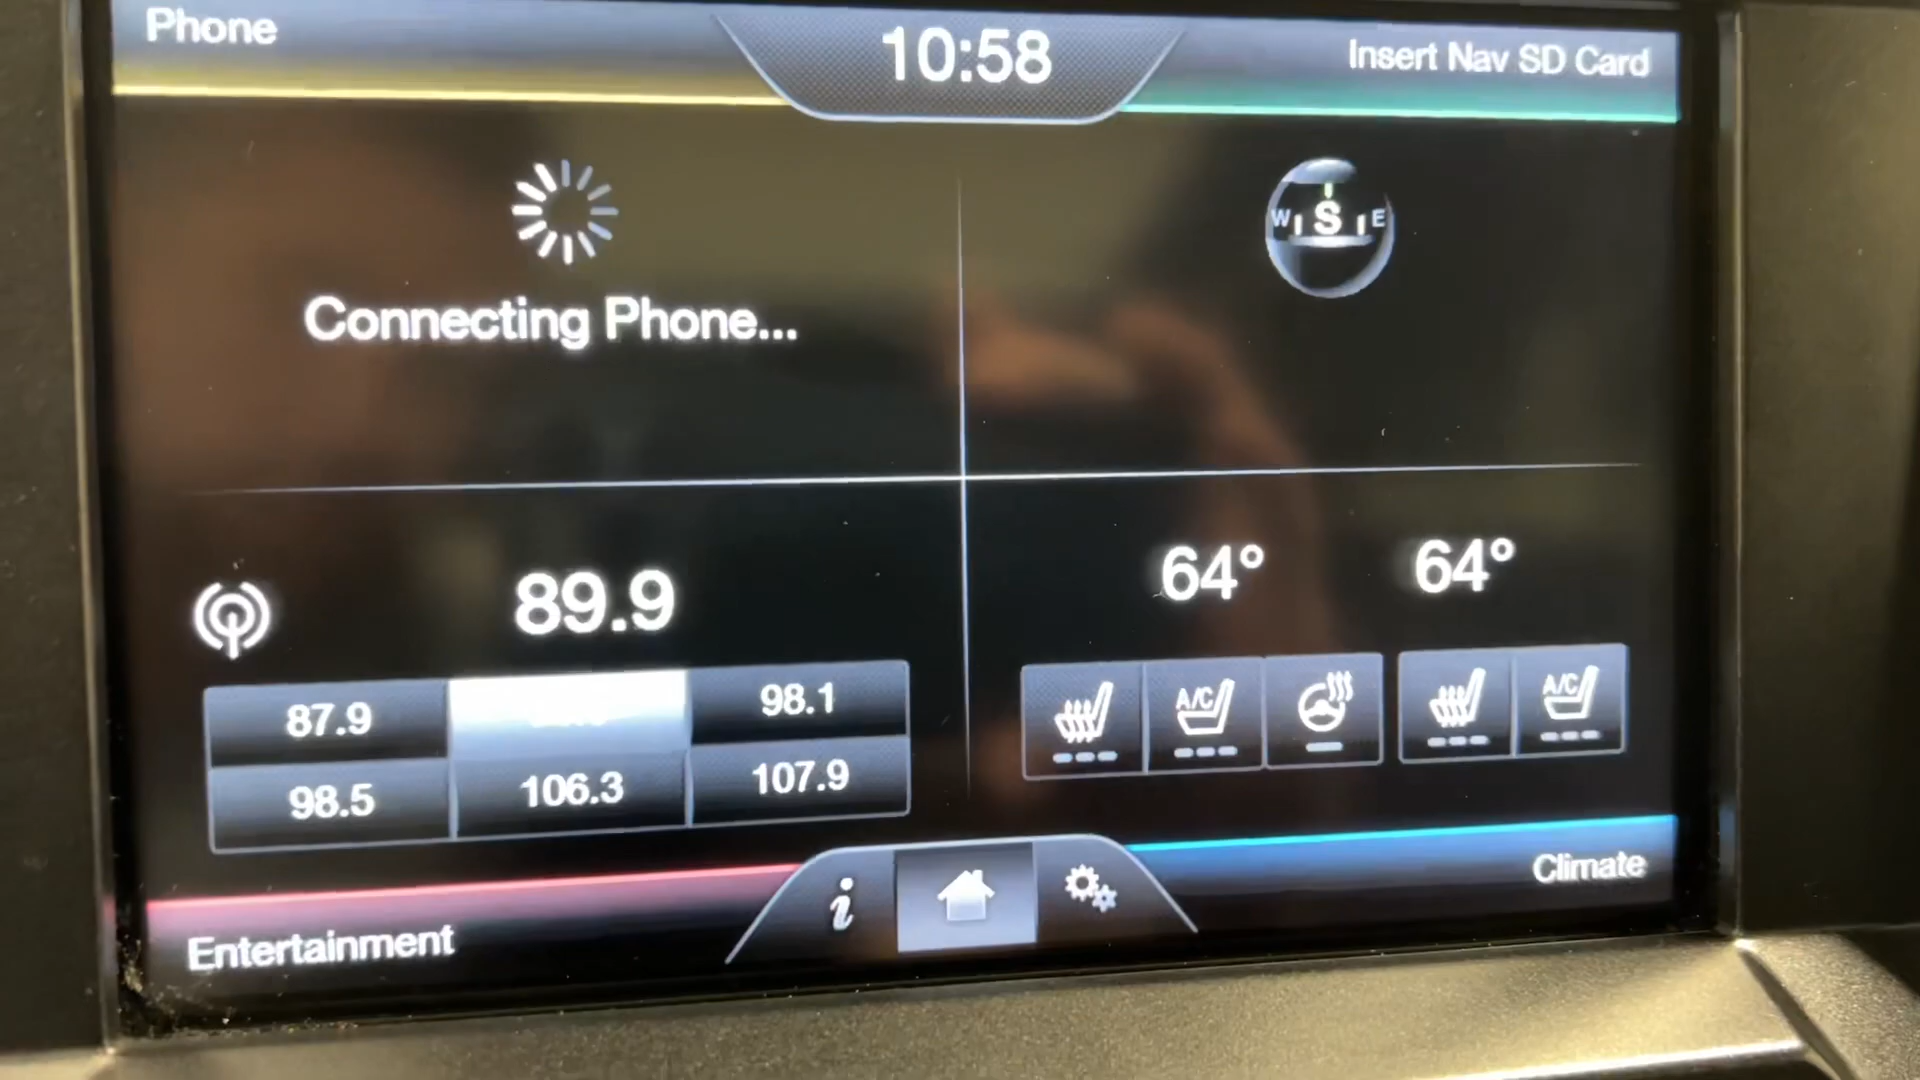 Phone
10:58
Insert Nav SD Card
Connecting Phone...
W S E
89.9
64° 64°
87.9
98.1
A/C
A/C
98.5 106.3 107.9
i
Climate
Entertainment